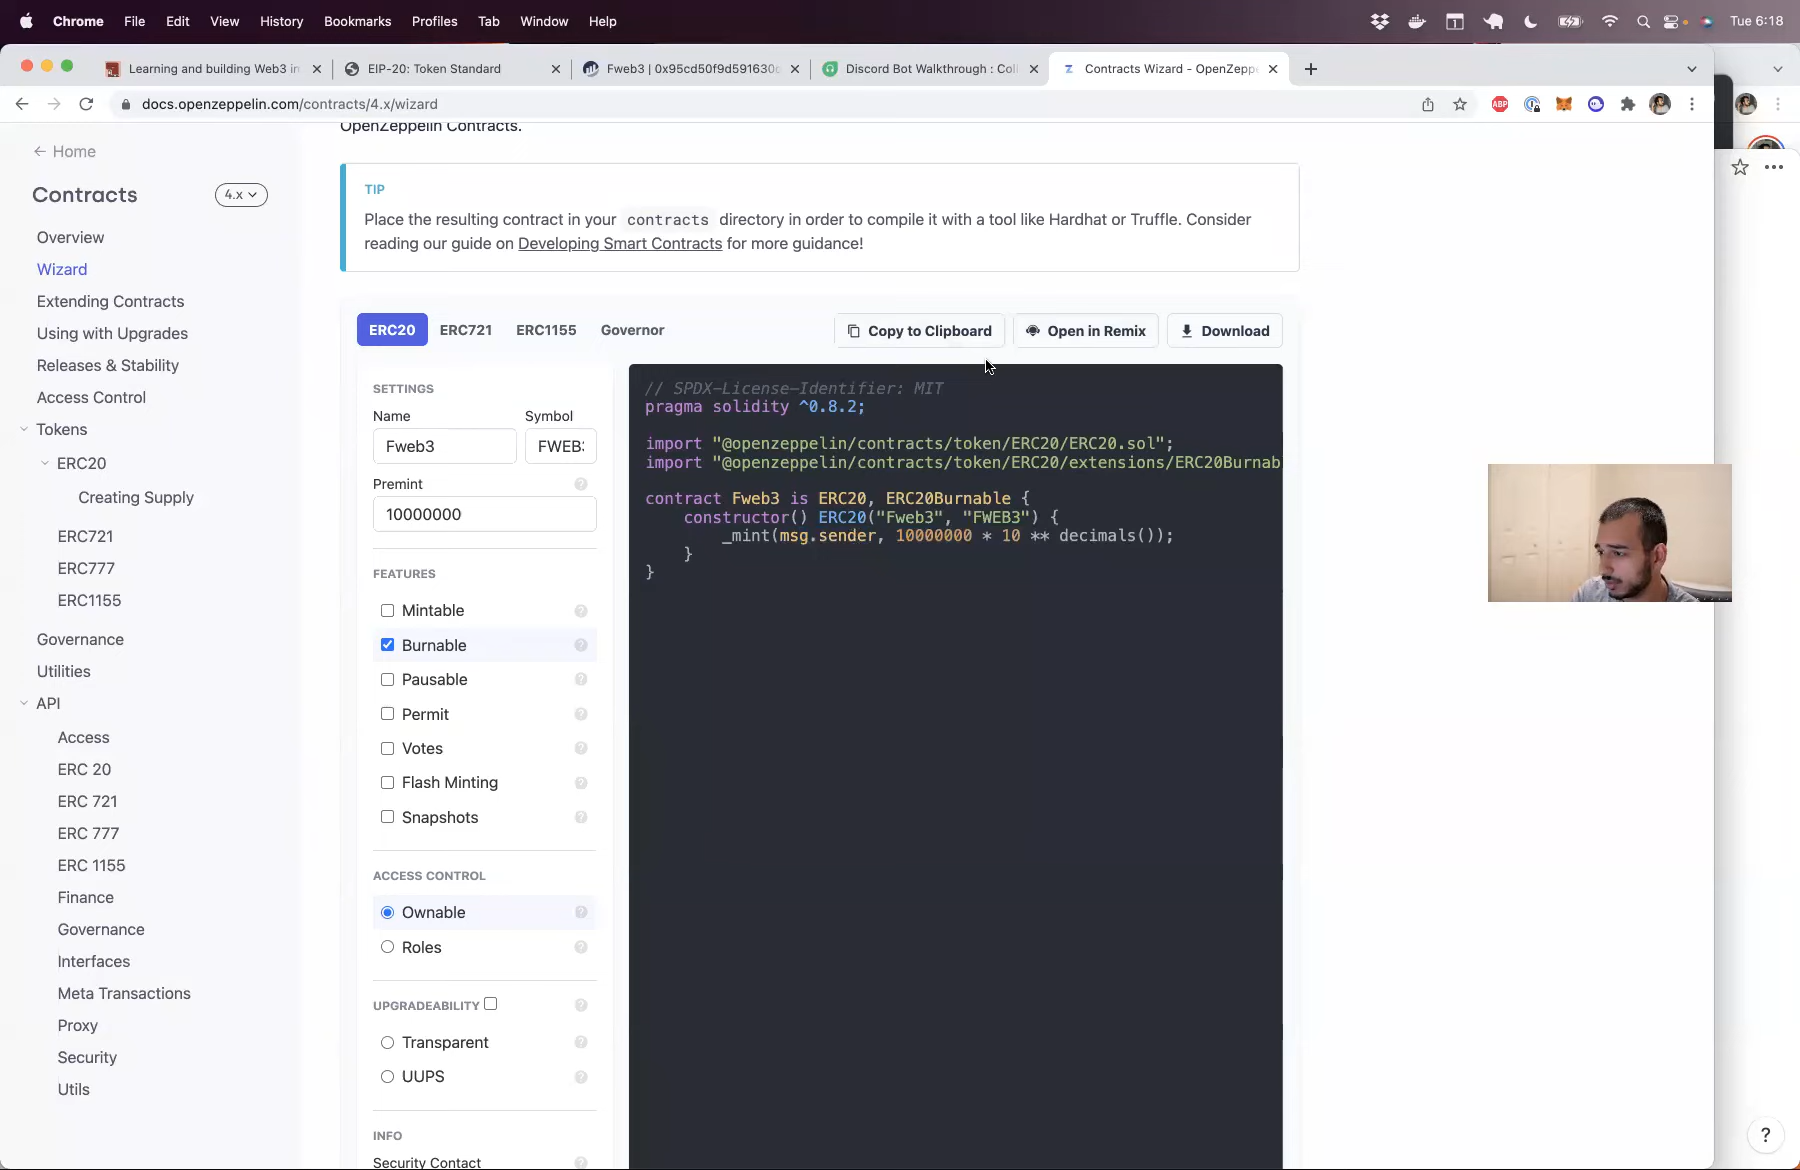 Chrome File Edit View History Bookmarks Profiles Tab Window Help
1
Tue 6:18
Learning and building Web3 in
EIP-20: Token Standard
Fweb3 | 0x95cd50f9d591630c
Discord Bot Walkthrough : Coll
Contracts Wizard - OpenZeppe
docs.openzeppelin.com/contracts/4.x/wizard
ABP
OpenZeppelin Contracts.
← Home
Contracts
4.x
Overview
Wizard
Extending Contracts
Using with Upgrades
Releases & Stability
Access Control
Tokens
ERC20
Creating Supply
ERC721
ERC777
ERC1155
Governance
Utilities
API
Access
ERC 20
ERC 721
ERC 777
ERC 1155
Finance
Governance
Interfaces
Meta Transactions
Proxy
Security
Utils
TIP
Place the resulting contract in your contracts directory in order to compile it with a tool like Hardhat or Truffle. Consider
reading our guide on Developing Smart Contracts for more guidance!
ERC20 ERC721 ERC1155 Governor
Copy to Clipboard
Open in Remix
Download
SETTINGS
Name
Symbol
Fweb3
FWEB:
Premint
?
10000000
FEATURES
Mintable ?
Burnable ?
Pausable ?
Permit ?
Votes ?
Flash Minting ?
Snapshots ?
ACCESS CONTROL
Ownable ?
Roles ?
UPGRADEABILITY ?
Transparent ?
UUPS ?
INFO
Security Contact ?
// SPDX-License-Identifier: MIT
pragma solidity ^0.8.2;
import "@openzeppelin/contracts/token/ERC20/ERC20.sol";
import "@openzeppelin/contracts/token/ERC20/extensions/ERC20Burnab
contract Fweb3 is ERC20, ERC20Burnable {
constructor() ERC20("Fweb3", "FWEB3") {
_mint(msg.sender, 10000000 * 10 ** decimals());
}
}
?